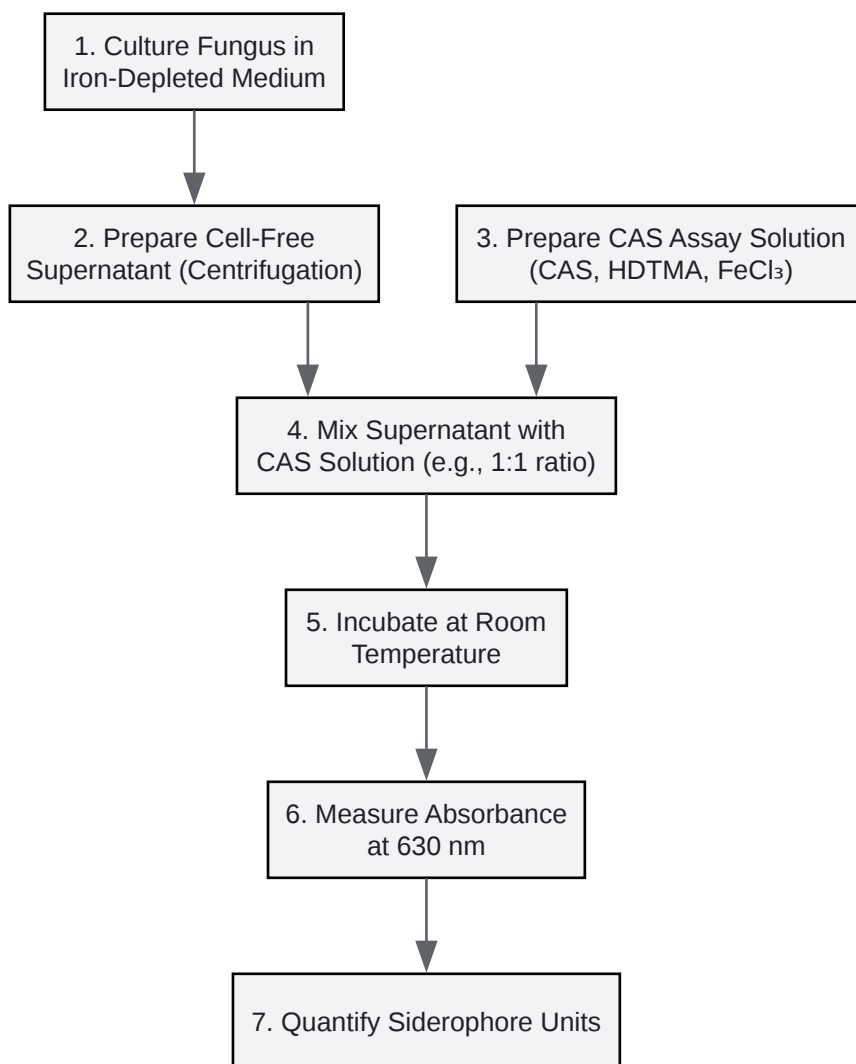 1. Culture Fungus in
Iron-Depleted Medium
2. Prepare Cell-Free
Supernatant (Centrifugation)
3. Prepare CAS Assay Solution
(CAS, HDTMA, FeCl₃)
4. Mix Supernatant with
CAS Solution (e.g., 1:1 ratio)
5. Incubate at Room
Temperature
6. Measure Absorbance
at 630 nm
7. Quantify Siderophore Units